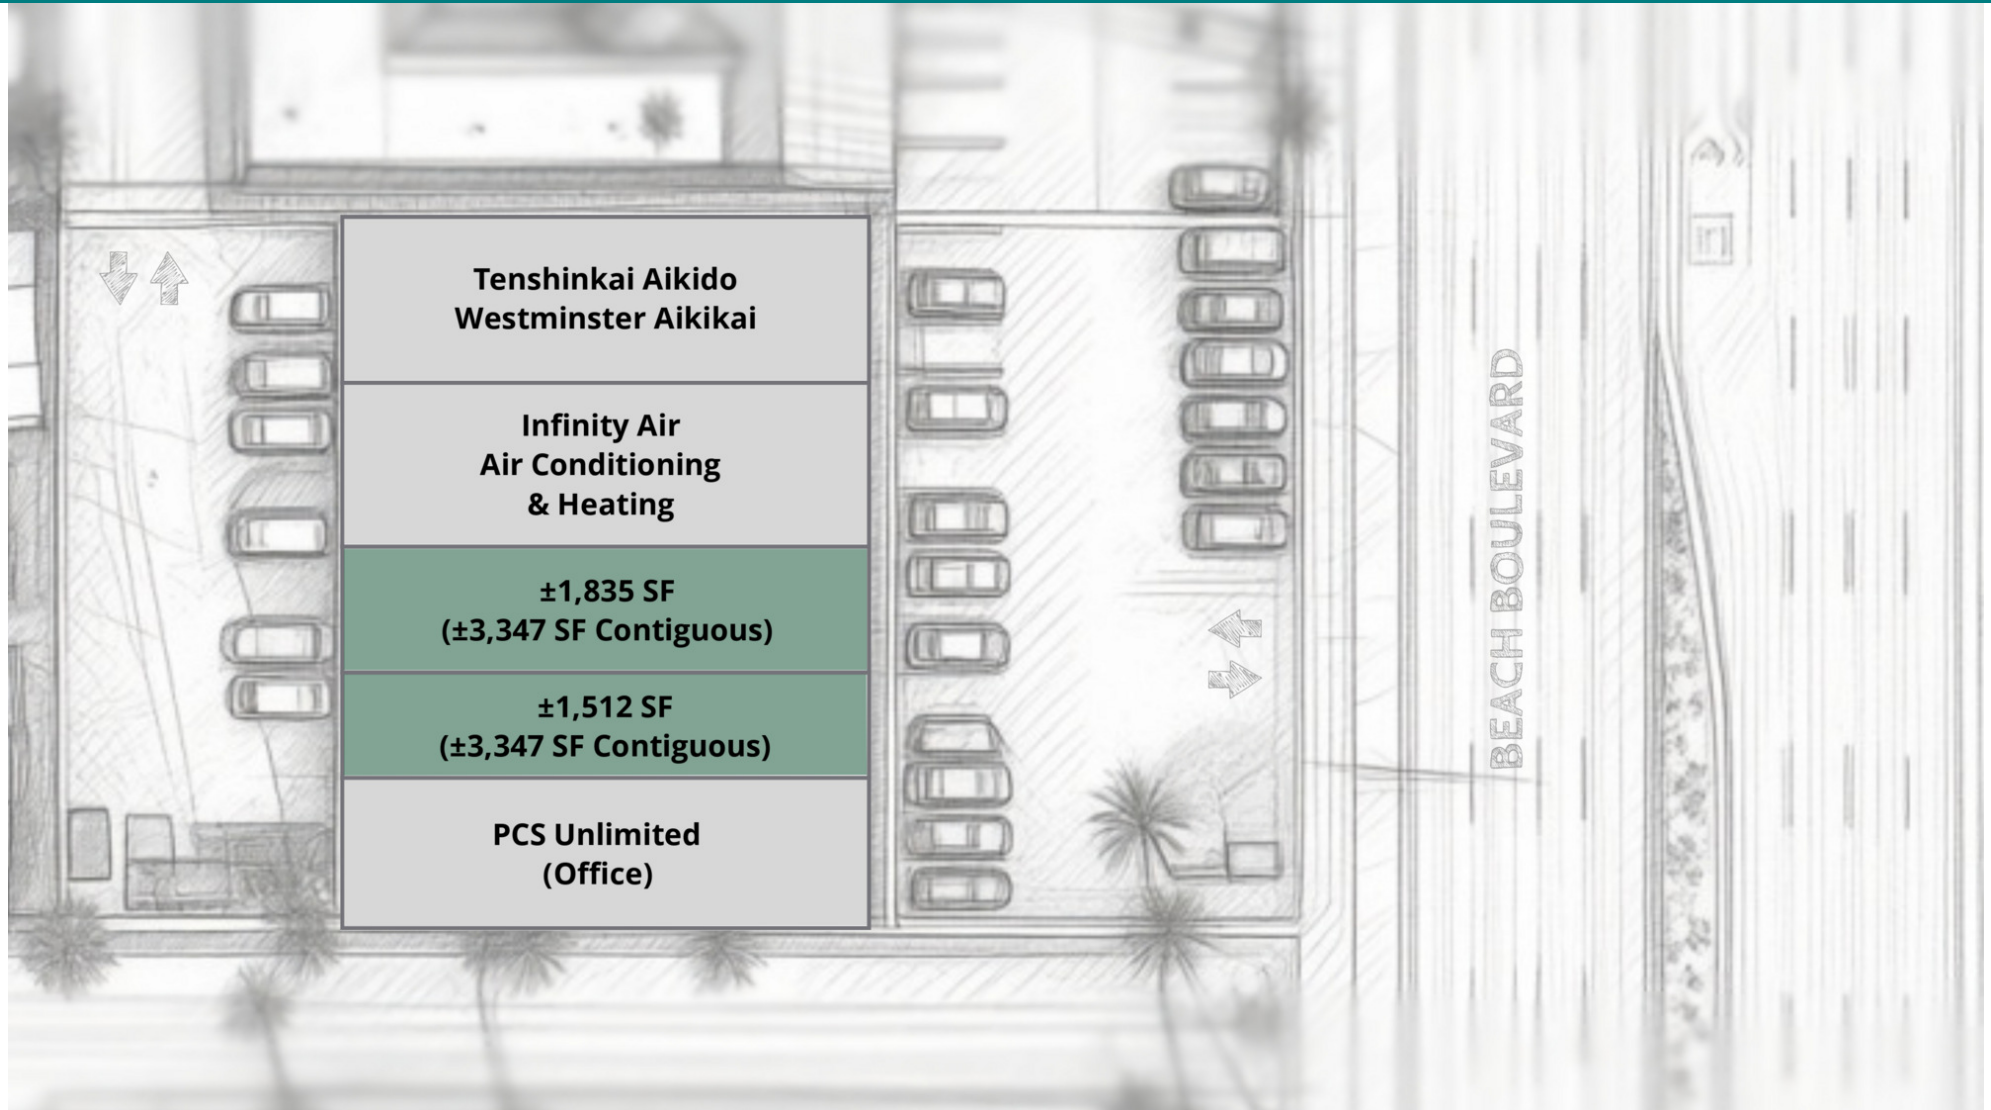 Tenshinkai Aikido
Westminster Aikikai
Infinity Air
Air Conditioning
& Heating
±1,835 SF
(±3,347 SF Contiguous)
±1,512 SF
(±3,347 SF Contiguous)
PCS Unlimited
(Office)
BEACH BOULEVARD